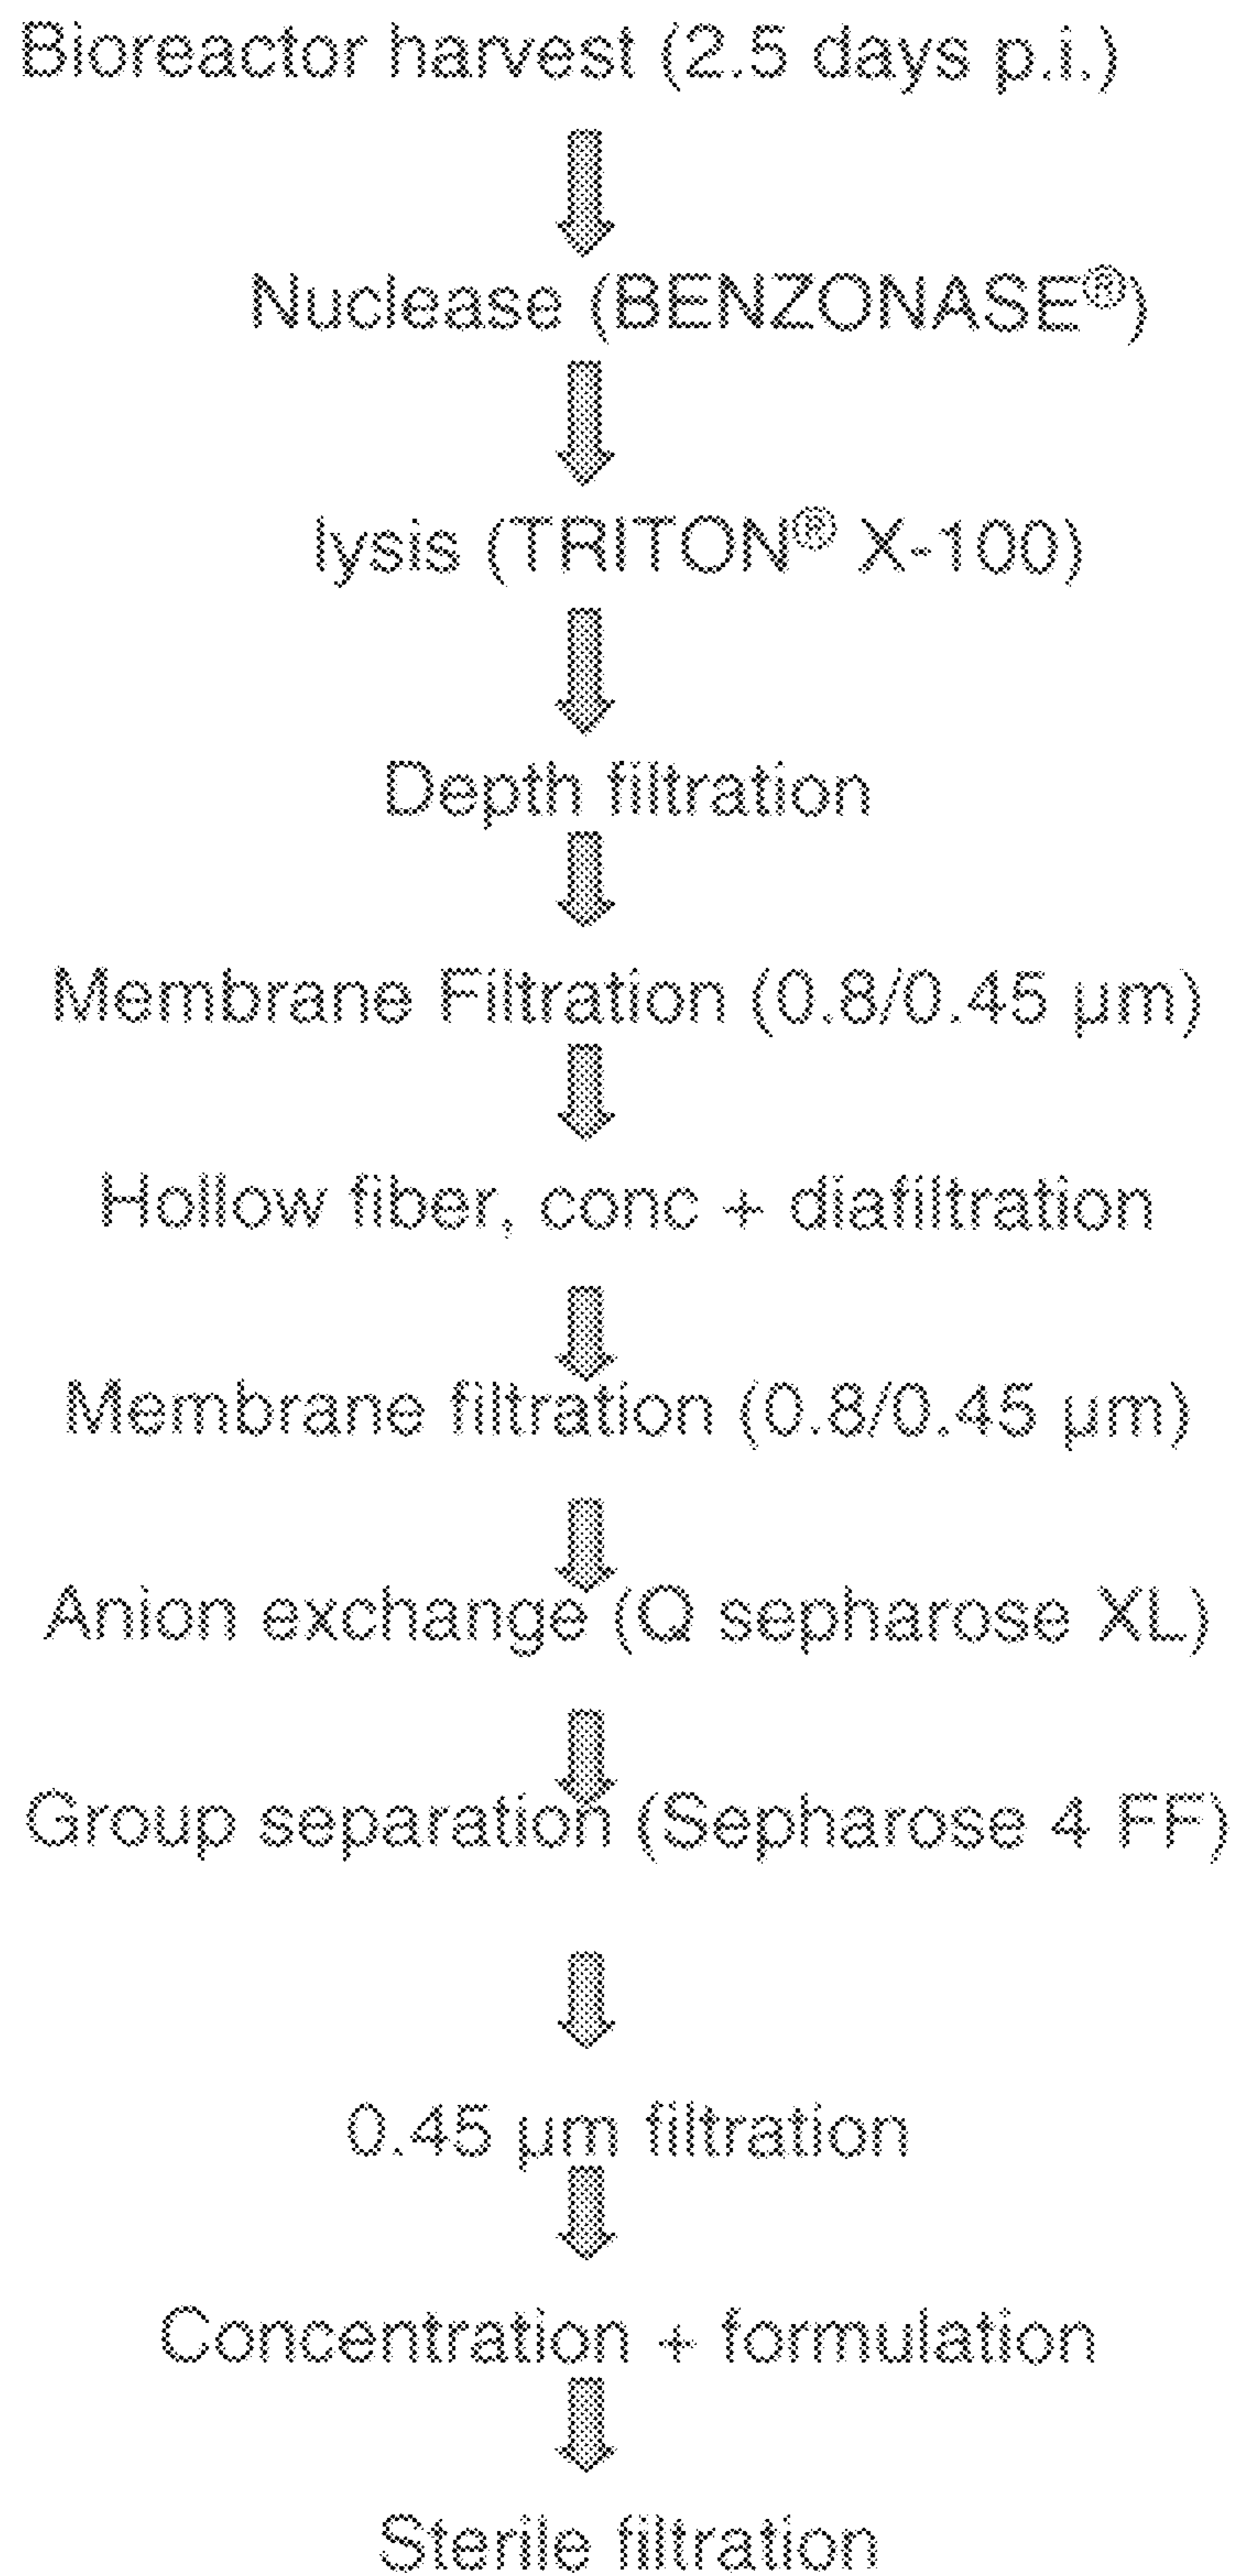 Bioreactor harvest (2.5 days p.i.)
Nuclease (BENZONASE®)
lysis (TRITON® X-100)
Depth filtration
Membrane Filtration (0.8/0.45 µm)
Hollow fiber, conc + diafiltration
Membrane filtration (0.8/0.45 µm)
Anion exchange (Q sepharose XL)
Group separation (Sepharose 4 FF)
0.45 µm filtration
Concentration + formulation
Sterile filtration